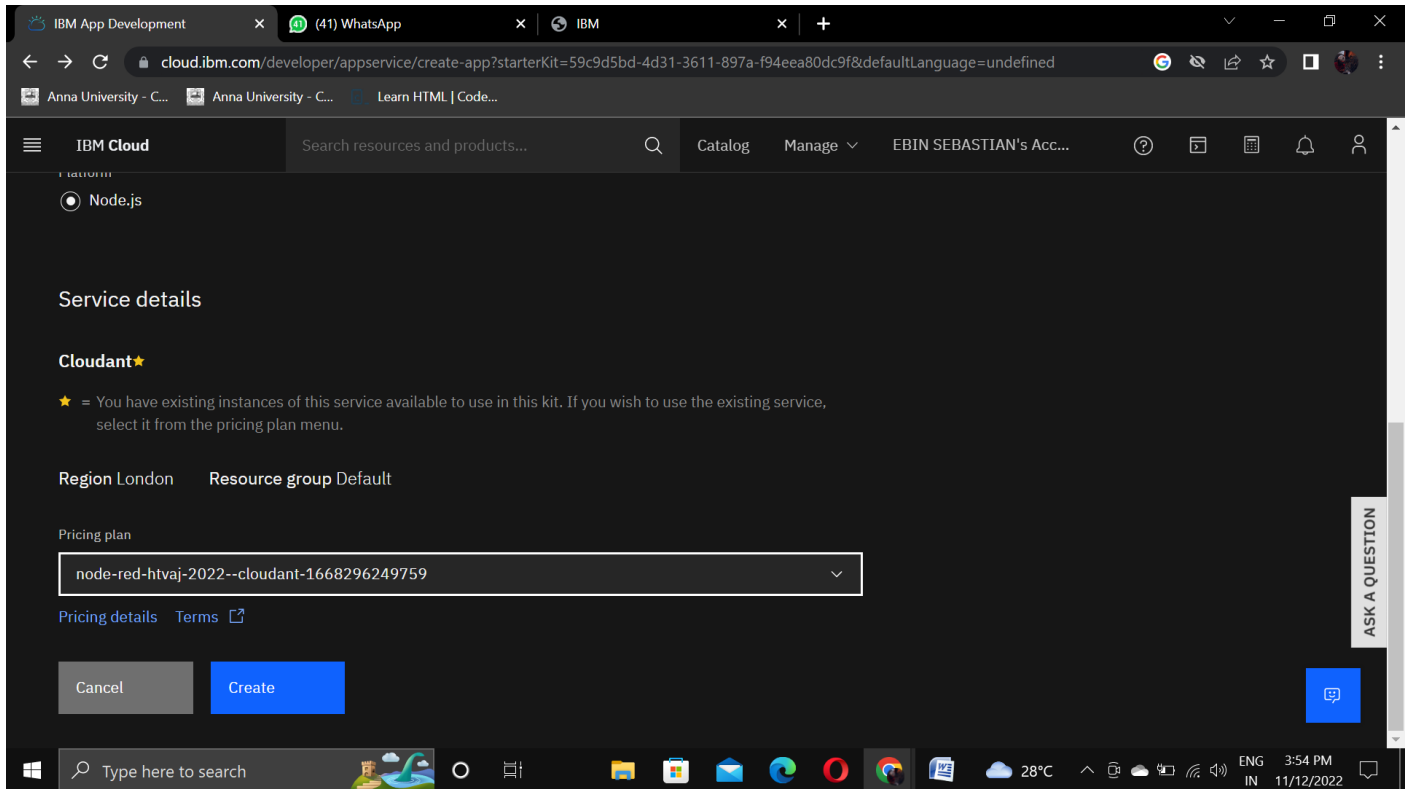 IBM App Development
(41) WhatsApp
IBM
cloud.ibm.com/developer/appservice/create-app?starterKit=59c9d5bd-4d31-3611-897a-f94eea80dc9f&defaultLanguage=undefined
Anna University - C...
Anna University - C...
Learn HTML | Code...
IBM Cloud
Search resources and products...
Catalog
Manage
EBIN SEBASTIAN's Acc...
Platform
Node.js
Service details
Cloudant
= You have existing instances of this service available to use in this kit. If you wish to use the existing service,
select it from the pricing plan menu.
Region London Resource group Default
Pricing plan
node-red-htvaj-2022--cloudant-1668296249759
Pricing details Terms
Cancel
Create
ASK A QUESTION
Type here to search
28°C
ENG
IN
3:54 PM
11/12/2022